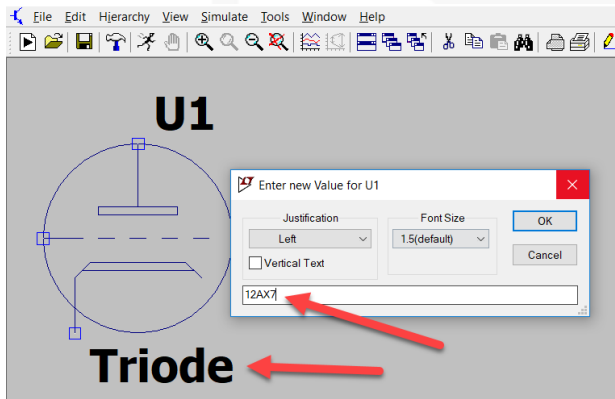 File Edit Hierarchy View Simulate Tools Window Help
U1
Enter new Value for U1
Justification
Font Size
OK
Left
1.5(default)
Cancel
Vertical Text
12AX7
Triode